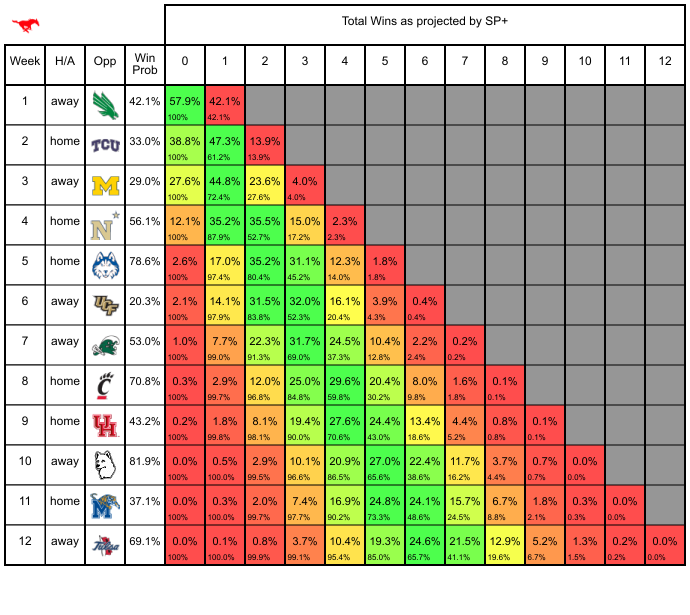 Total Wins as projected by SP+
Week H/A Opp Win Prob 0 1 2 3 4 5 6 7 8 9 10 11 12
1 away 42.1% 57.9% 42.1%
100% 42.1%
2 home TCU 33.0% 38.8% 47.3% 13.9%
100% 61.2% 13.9%
3 away M 29.0% 27.6% 44.8% 23.6% 4.0%
100% 72.4% 27.6% 4.0%
4 home N 56.1% 12.1% 35.2% 35.5% 15.0% 2.3%
100% 87.9% 52.7% 17.2% 2.3%
5 home 78.6% 2.6% 17.0% 35.2% 31.1% 12.3% 1.8%
100% 97.4% 80.4% 45.2% 14.0% 1.8%
6 away UCF 20.3% 2.1% 14.1% 31.5% 32.0% 16.1% 3.9% 0.4%
100% 97.9% 83.8% 52.3% 20.4% 4.3% 0.4%
7 away 53.0% 1.0% 7.7% 22.3% 31.7% 24.5% 10.4% 2.2% 0.2%
100% 99.0% 91.3% 69.0% 37.3% 12.8% 2.4% 0.2%
8 home C 70.8% 0.3% 2.9% 12.0% 25.0% 29.6% 20.4% 8.0% 1.6% 0.1%
100% 99.7% 96.8% 84.8% 59.8% 30.2% 9.8% 1.8% 0.1%
9 home UH 43.2% 0.2% 1.8% 8.1% 19.4% 27.6% 24.4% 13.4% 4.4% 0.8% 0.1%
100% 99.8% 98.1% 90.0% 70.6% 43.0% 18.6% 5.2% 0.8% 0.1%
10 away 81.9% 0.0% 0.5% 2.9% 10.1% 20.9% 27.0% 22.4% 11.7% 3.7% 0.7% 0.0%
100% 100.0% 99.5% 96.6% 86.5% 65.6% 38.6% 16.2% 4.4% 0.7% 0.0%
11 home M 37.1% 0.0% 0.3% 2.0% 7.4% 16.9% 24.8% 24.1% 15.7% 6.7% 1.8% 0.3% 0.0%
100% 100.0% 99.7% 97.7% 90.2% 73.3% 48.6% 24.5% 8.8% 2.1% 0.3% 0.0%
12 away Tulsa 69.1% 0.0% 0.1% 0.8% 3.7% 10.4% 19.3% 24.6% 21.5% 12.9% 5.2% 1.3% 0.2% 0.0%
100% 100.0% 99.9% 99.1% 95.4% 85.0% 65.7% 41.1% 19.6% 6.7% 1.5% 0.2% 0.0%